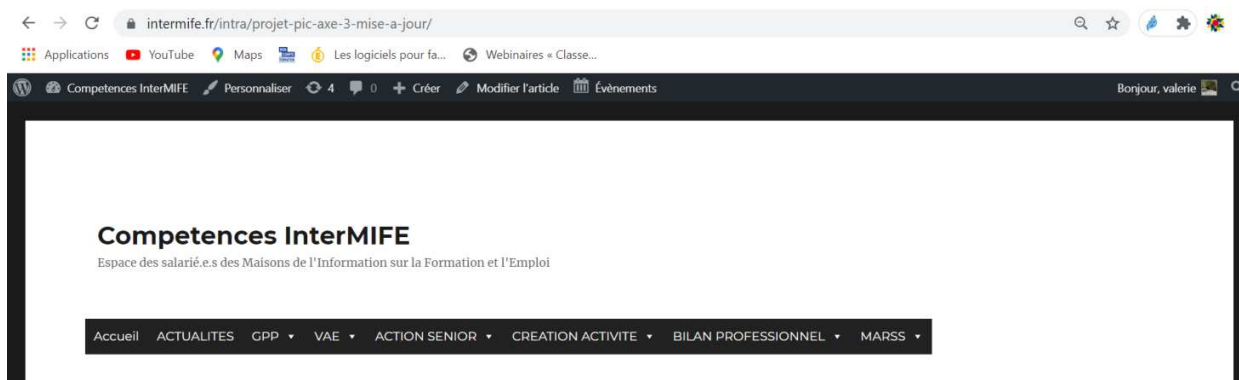 intermife.fr/intra/projet-pic-axe-3-mise-a-jour/
Applications YouTube Maps Les logiciels pour fa... Webinaires « Classe...
Competences InterMIFE Personnaliser 4 0 + Créer Modifier l'article Évènements Bonjour, valerie
Competences InterMIFE
Espace des salarié.e.s des Maisons de l'Information sur la Formation et l'Emploi
Accueil ACTUALITES GPP VAE ACTION SENIOR CREATION ACTIVITE BILAN PROFESSIONNEL MARSS